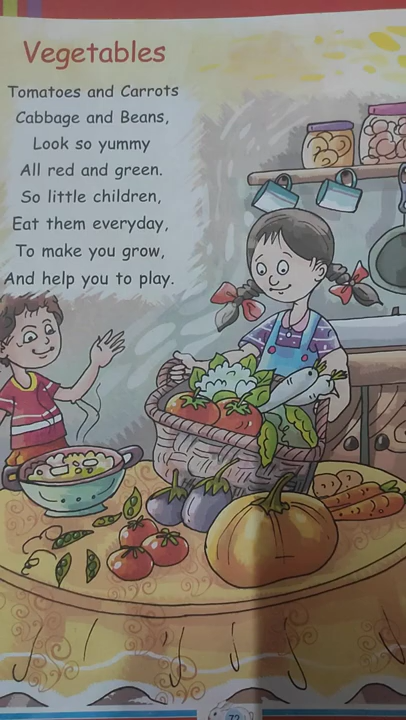 Vegetables
Tomatoes and Carrots
Cabbage and Beans,
Look so yummy
All red and green.
So little children,
Eat them everyday,
To make you grow,
And help you to play.
72